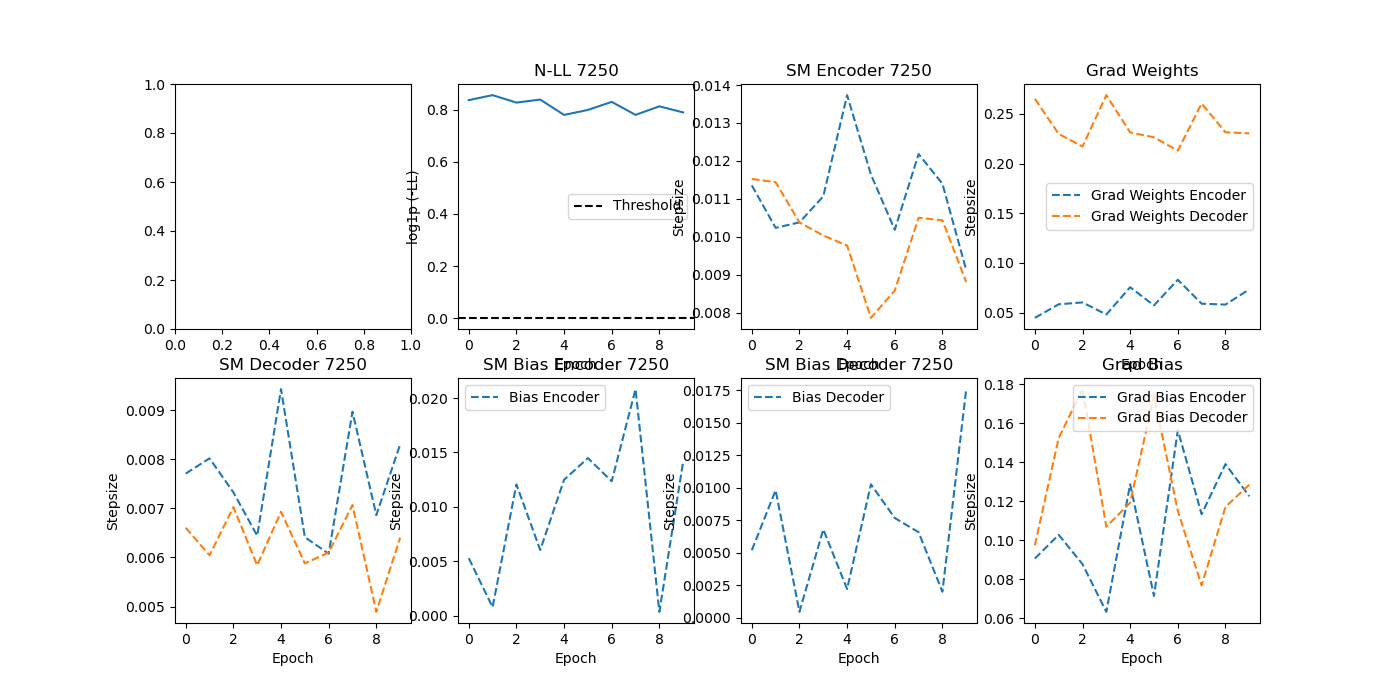 N-LL 7250
SM Encoder 7250
Grad Weights
1.0
0.8
0.6
0.4
0.2
0.0
0.0 0.2 0.4 0.6 0.8 1.0
log1p (-LL)
0.8
0.6
0.4
0.2
0.0
Threshold
0 2 4 6 8
Epoch
Stepsize
0.014
0.013
0.012
0.011
0.010
0.009
0.008
0 2 4 6 8
Epoch
Stepsize
0.25
0.20
0.15
0.10
0.05
Grad Weights Encoder
Grad Weights Decoder
0 2 4 6 8
Epoch
SM Decoder 7250
SM Bias Encoder 7250
SM Bias Decoder 7250
Grad Bias
Stepsize
0.009
0.008
0.007
0.006
0.005
0 2 4 6 8
Epoch
Stepsize
0.020
0.015
0.010
0.005
0.000
Bias Encoder
0 2 4 6 8
Epoch
Stepsize
0.0175
0.0150
0.0125
0.0100
0.0075
0.0050
0.0025
0.0000
Bias Decoder
0 2 4 6 8
Epoch
Stepsize
0.18
0.16
0.14
0.12
0.10
0.08
0.06
Grad Bias Encoder
Grad Bias Decoder
0 2 4 6 8
Epoch